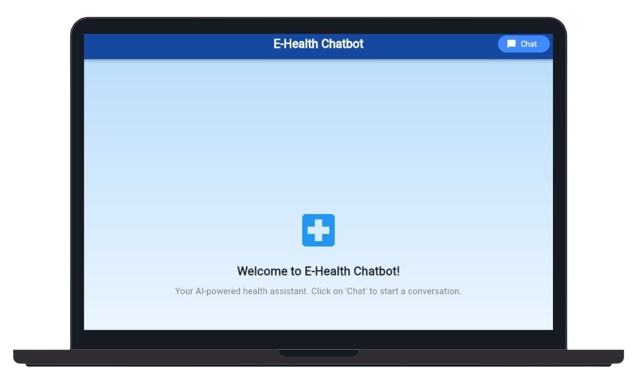 E-Health Chatbot
Chat
Welcome to E-Health Chatbot!
Your AI-powered health assistant. Click on 'Chat' to start a conversation.